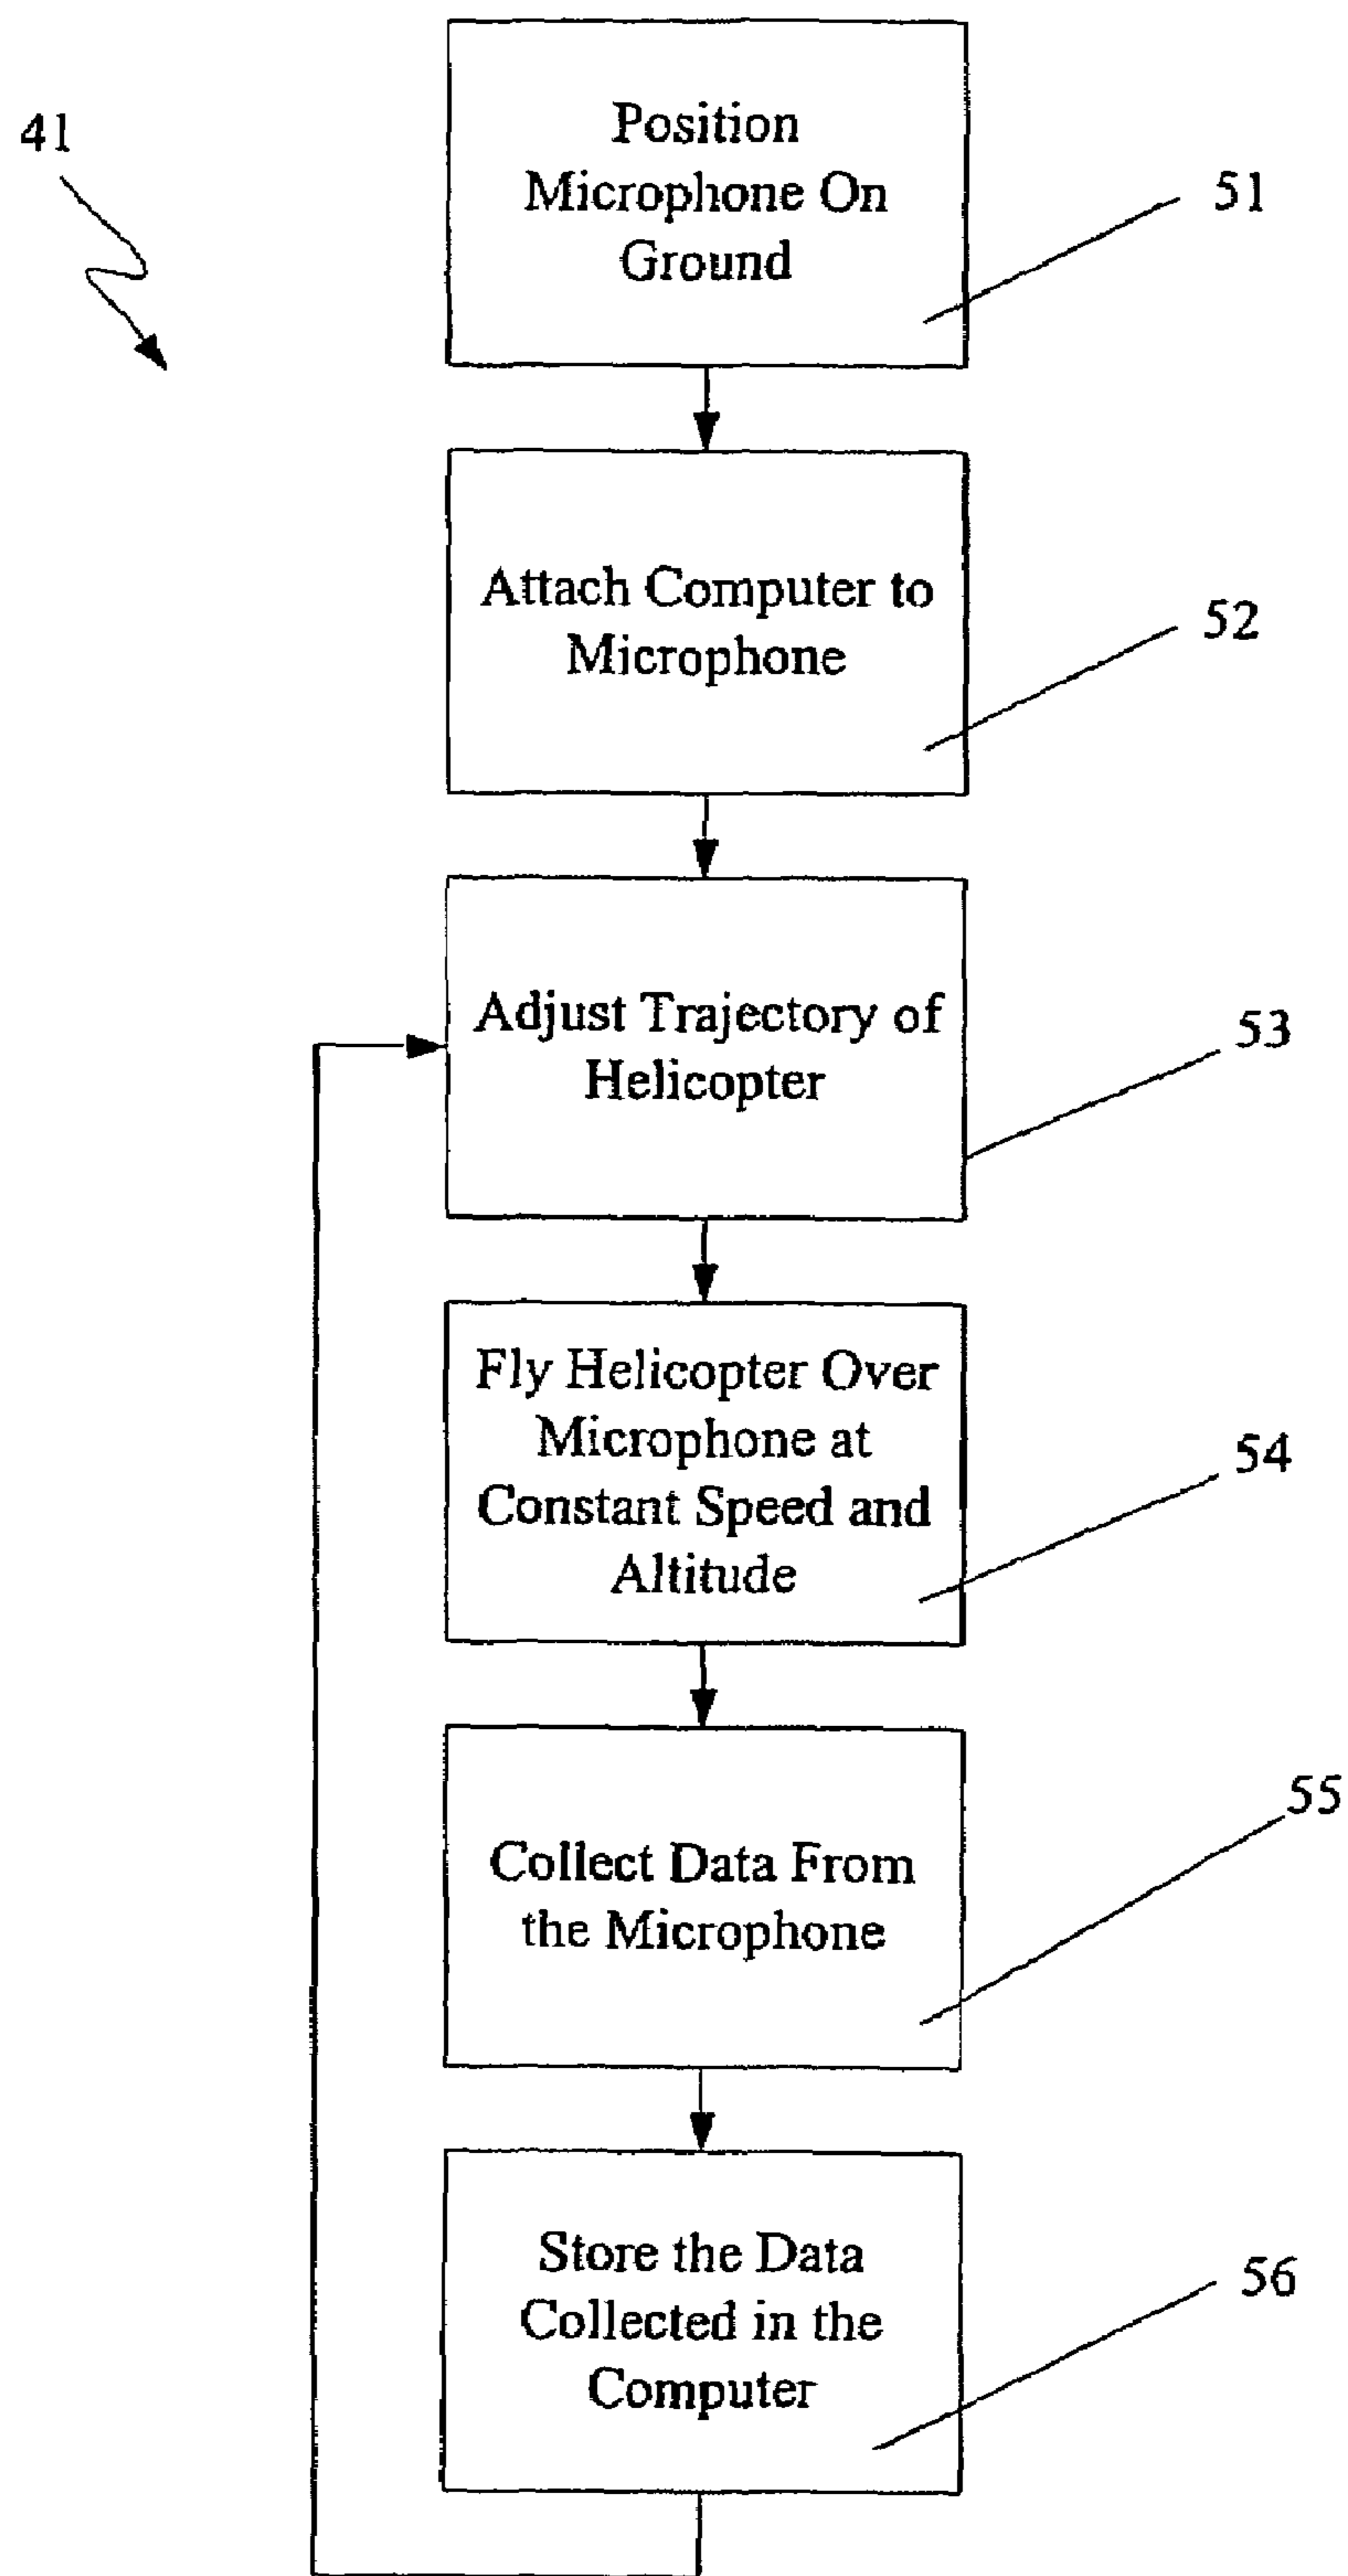 41
Position
Microphone On
Ground
51
Attach Computer to
Microphone
52
Adjust Trajectory of
Helicopter
53
Fly Helicopter Over
Microphone at
Constant Speed and
Altitude
54
Collect Data From
the Microphone
55
Store the Data
Collected in the
Computer
56